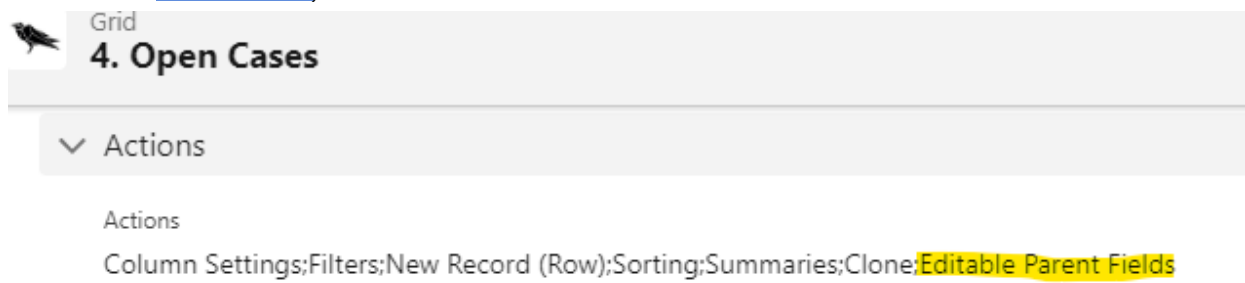 Grid
4. Open Cases
Actions
Actions
Column Settings;Filters;New Record (Row);Sorting;Summaries;Clone;Editable Parent Fields